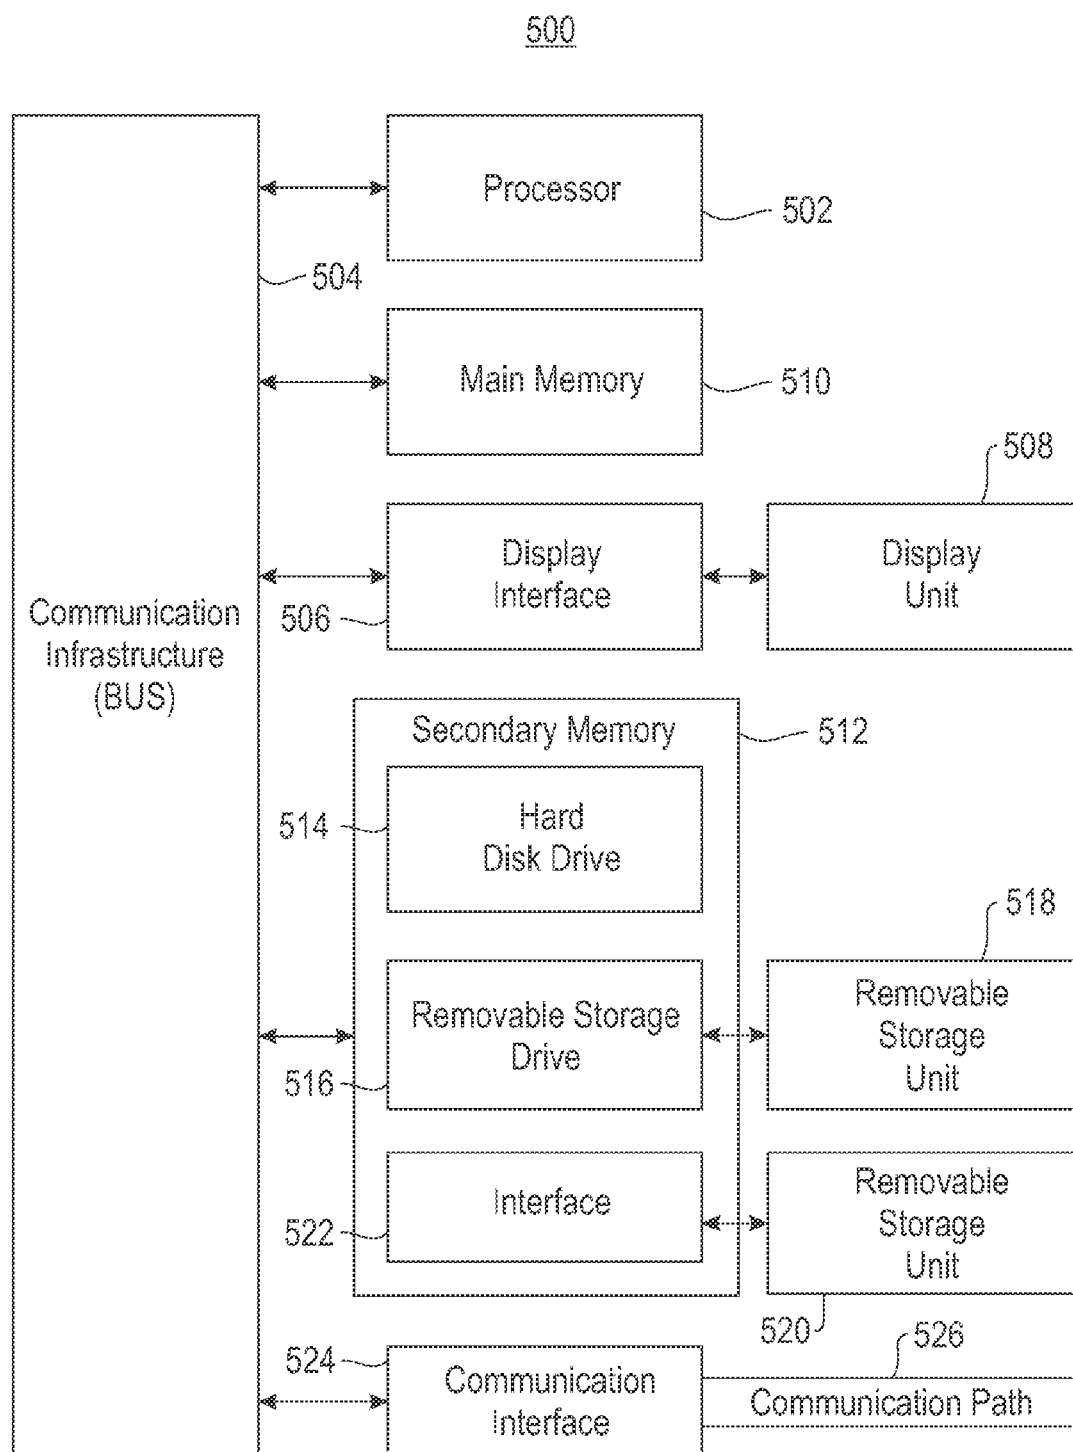 500
Processor
502
504
Main Memory
510
508
Display
Interface
506
Display
Unit
Communication
Infrastructure
(BUS)
Secondary Memory
512
514
Hard
Disk Drive
518
Removable Storage
Drive
516
Removable
Storage
Unit
Interface
522
Removable
Storage
Unit
520
526
524
Communication
Interface
Communication Path